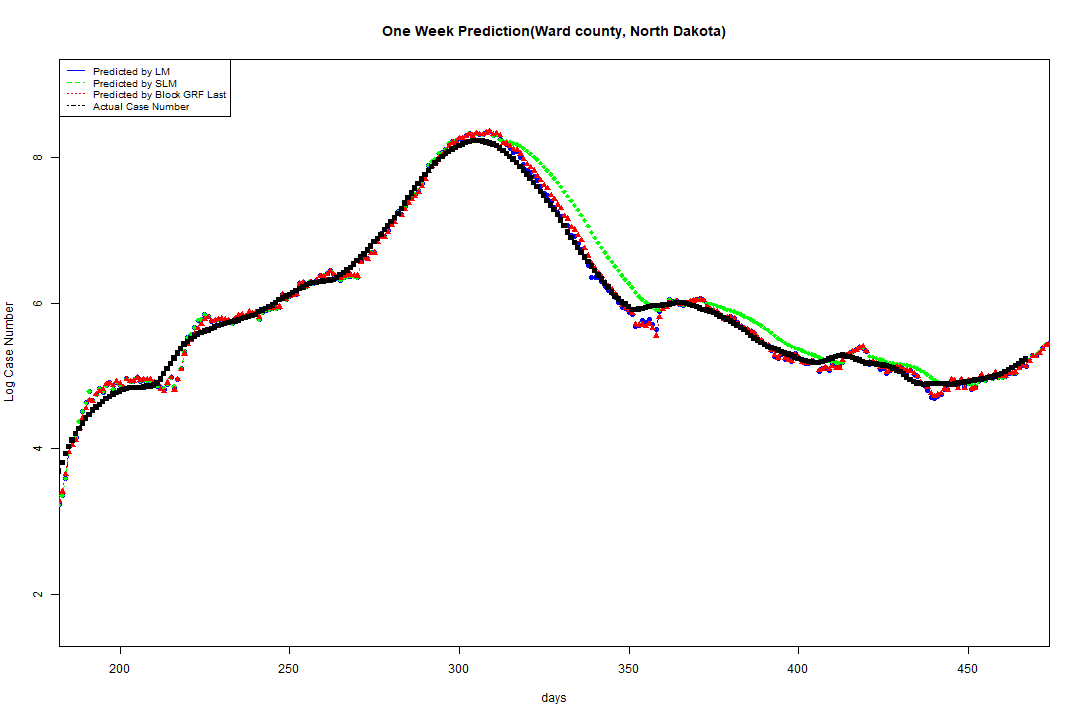 One Week Prediction(Ward county, North Dakota)
Predicted by LM
Predicted by SLM
Predicted by Block GRF Last
Actual Case Number
8
6
4
2
Log Case Number
200 250 300 350 400 450
days